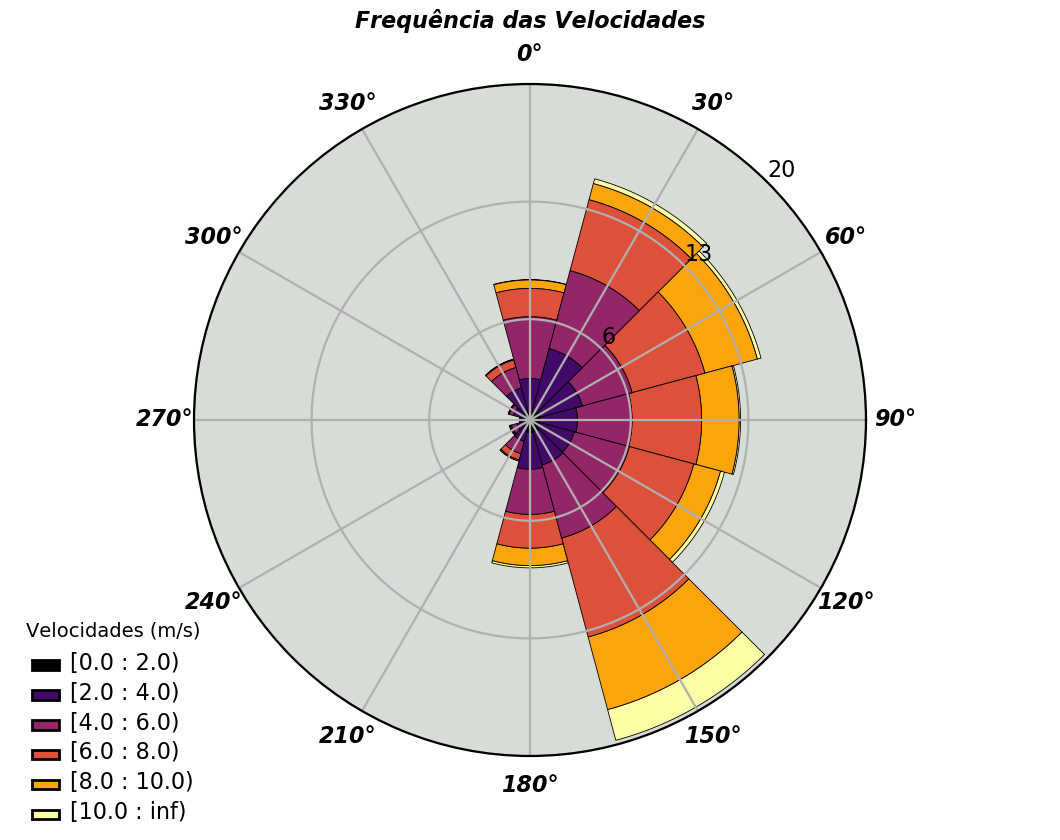 Frequência das Velocidades
0°
330°
30°
20
300°
60°
13
6
270°
90°
240°
120°
210°
150°
180°
Velocidades (m/s)
[0.0 : 2.0)
[2.0 : 4.0)
[4.0 : 6.0)
[6.0 : 8.0)
[8.0 : 10.0)
[10.0 : inf)